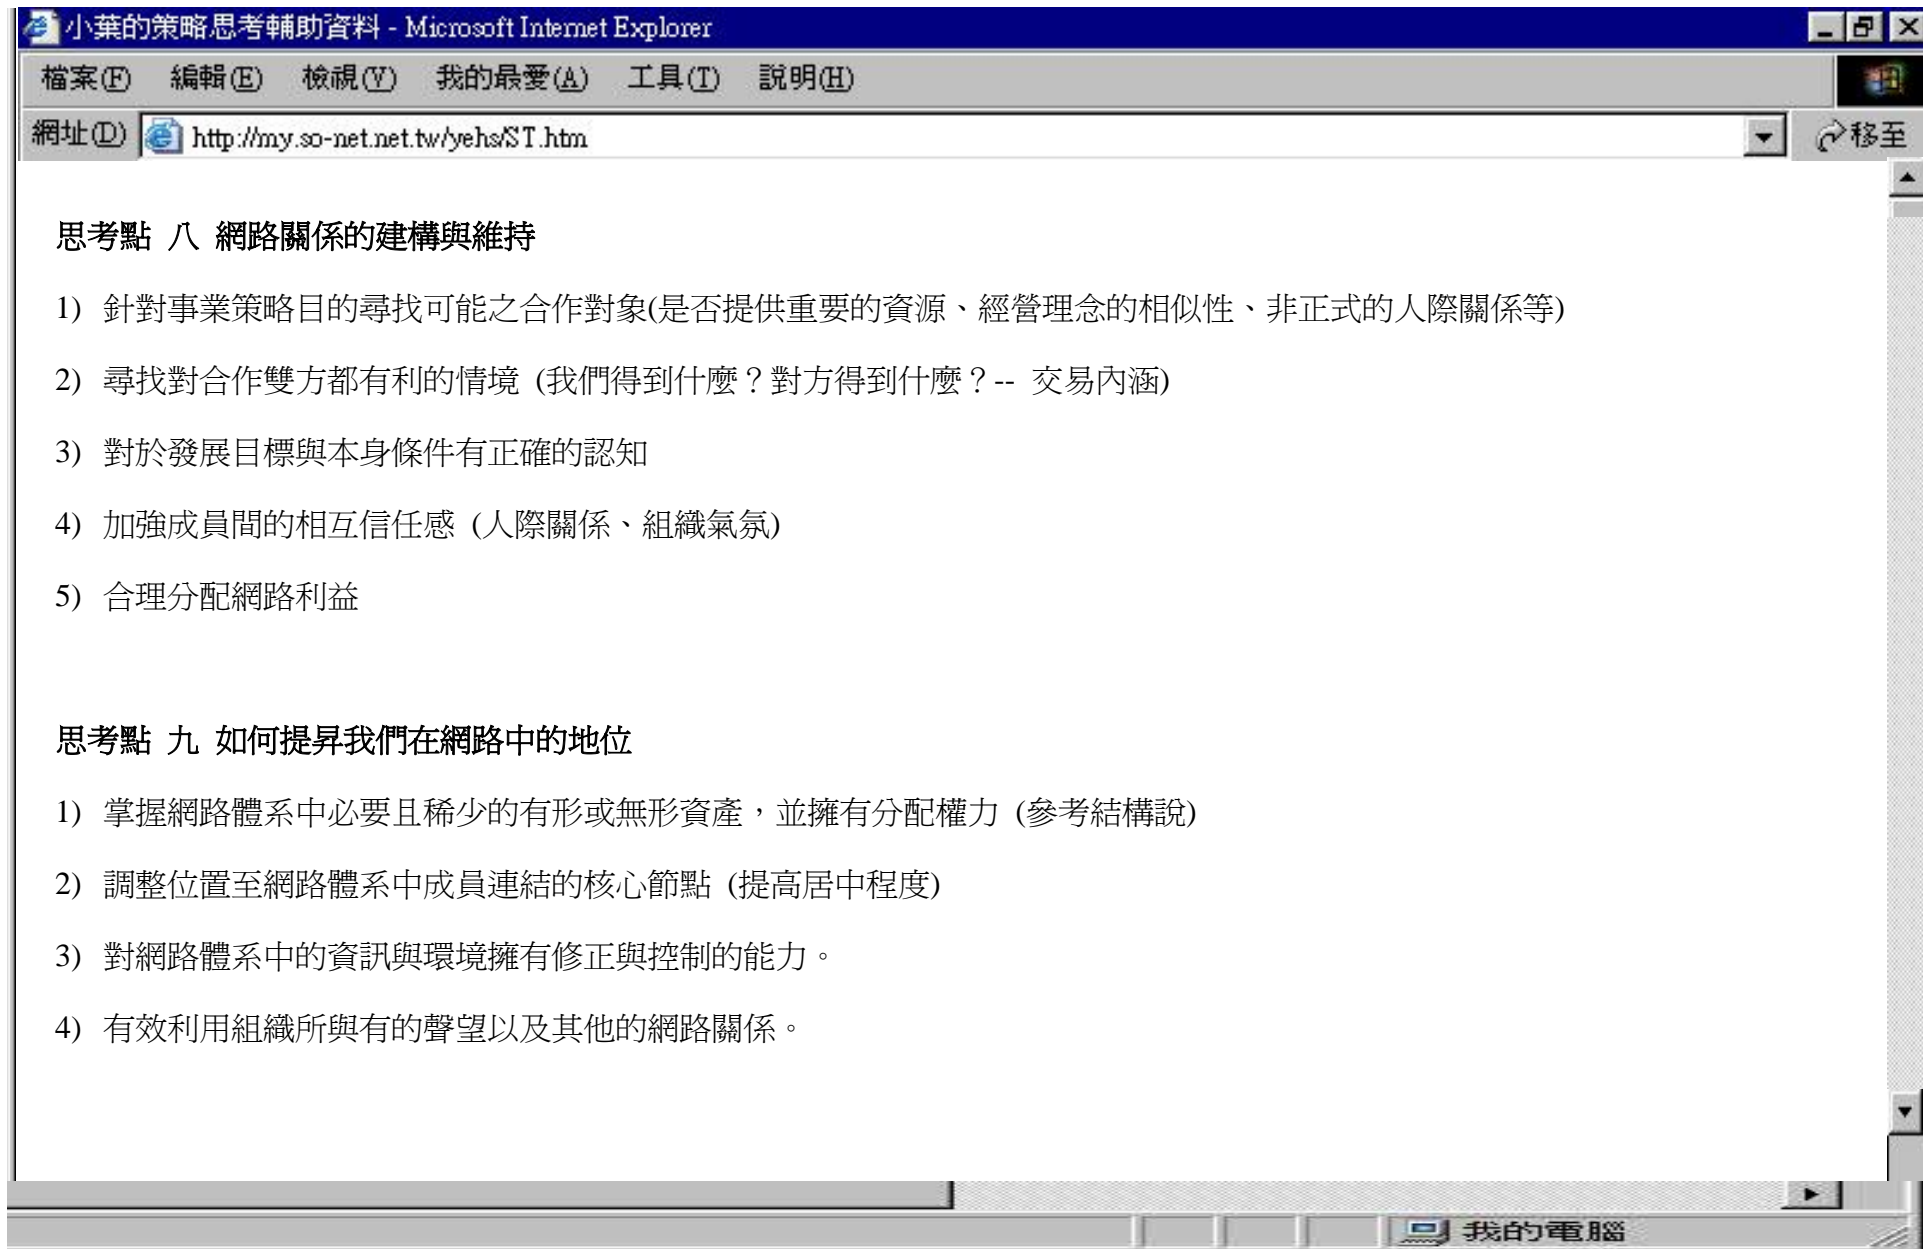 小葉的策略思考輔助資料 - Microsoft Internet Explorer
檔案(F) 編輯(E) 檢視(V) 我的最愛(A) 工具(T) 說明(H)
網址(D) http://my.so-net.net.tw/yehs/ST.htm 移至
思考點 八 網路關係的建構與維持
1) 針對事業策略目的尋找可能之合作對象(是否提供重要的資源、經營理念的相似性、非正式的人際關係等)
2) 尋找對合作雙方都有利的情境 (我們得到什麼？對方得到什麼？-- 交易內涵)
3) 對於發展目標與本身條件有正確的認知
4) 加強成員間的相互信任感 (人際關係、組織氣氛)
5) 合理分配網路利益
思考點 九 如何提昇我們在網路中的地位
1) 掌握網路體系中必要且稀少的有形或無形資產，並擁有分配權力 (參考結構說)
2) 調整位置至網路體系中成員連結的核心節點 (提高居中程度)
3) 對網路體系中的資訊與環境擁有修正與控制的能力。
4) 有效利用組織所與有的聲望以及其他的網路關係。
我的電腦